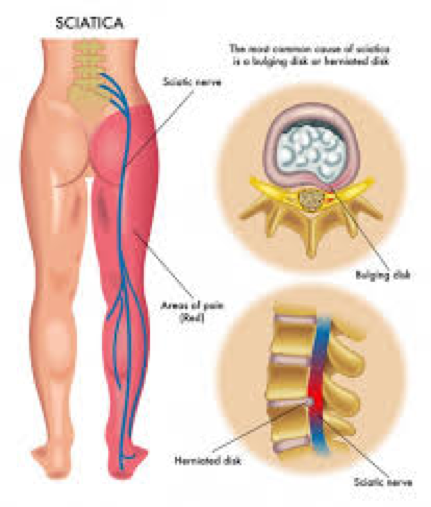 SCIATICA
The most common cause of sciatica
is a bulging disk or herniated disk
Sciatic nerve
Bulging disk
Areas of pain
(Red)
Herniated disk
Sciatic nerve